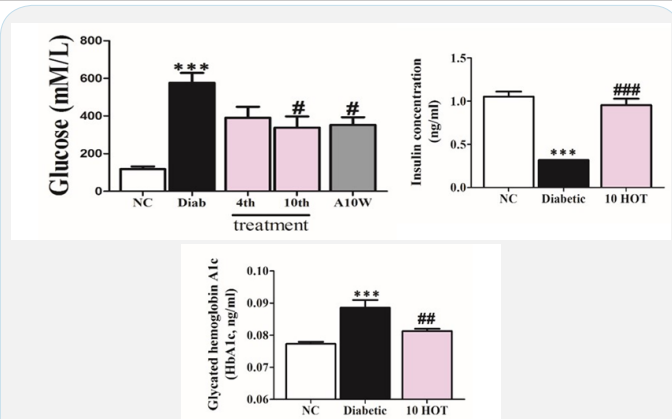 Glucose (mM/L)
800
600
400
200
0
***
#
#
NC Diab 4th 10th A10W
treatment
Insulin concentration
(ng/ml)
1.5
1.0
0.5
0.0
***
###
NC Diabetic 10 HOT
Glycated hemoglobin A1c
(HbA1c, ng/ml)
0.10
0.09
0.08
0.07
0.06
***
##
NC Diabetic 10 HOT